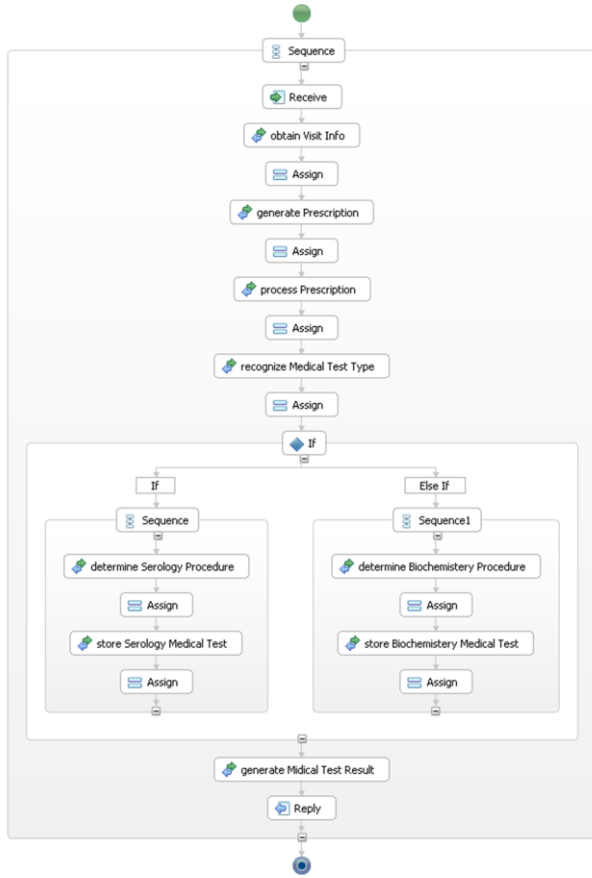 Sequence
Receive
obtain Visit Info
Assign
generate Prescription
Assign
process Prescription
Assign
recognize Medical Test Type
Assign
If
If
Else If
Sequence
Sequence1
determine Serology Procedure
determine Biochemistery Procedure
Assign
Assign
store Serology Medical Test
store Biochemistery Medical Test
Assign
Assign
generate Midical Test Result
Reply